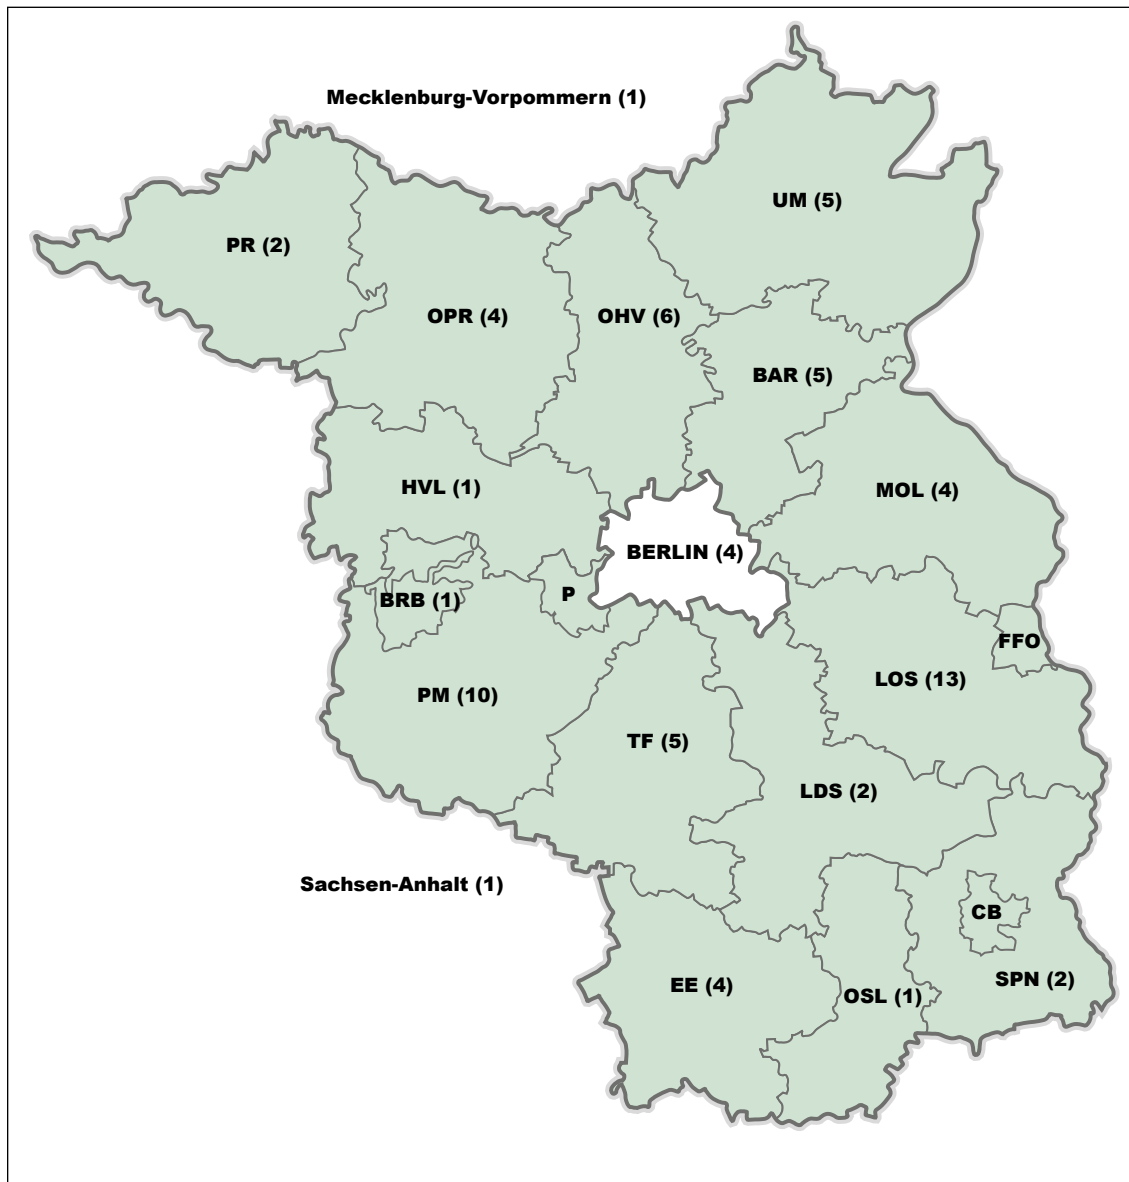 Mecklenburg-Vorpommern (1)
UM (5)
PR (2)
OPR (4)
OHV (6)
BAR (5)
HVL (1)
MOL (4)
BERLIN (4)
P
BRB (1)
FFO
LOS (13)
PM (10)
TF (5)
LDS (2)
Sachsen-Anhalt (1)
CB
SPN (2)
EE (4)
OSL (1)